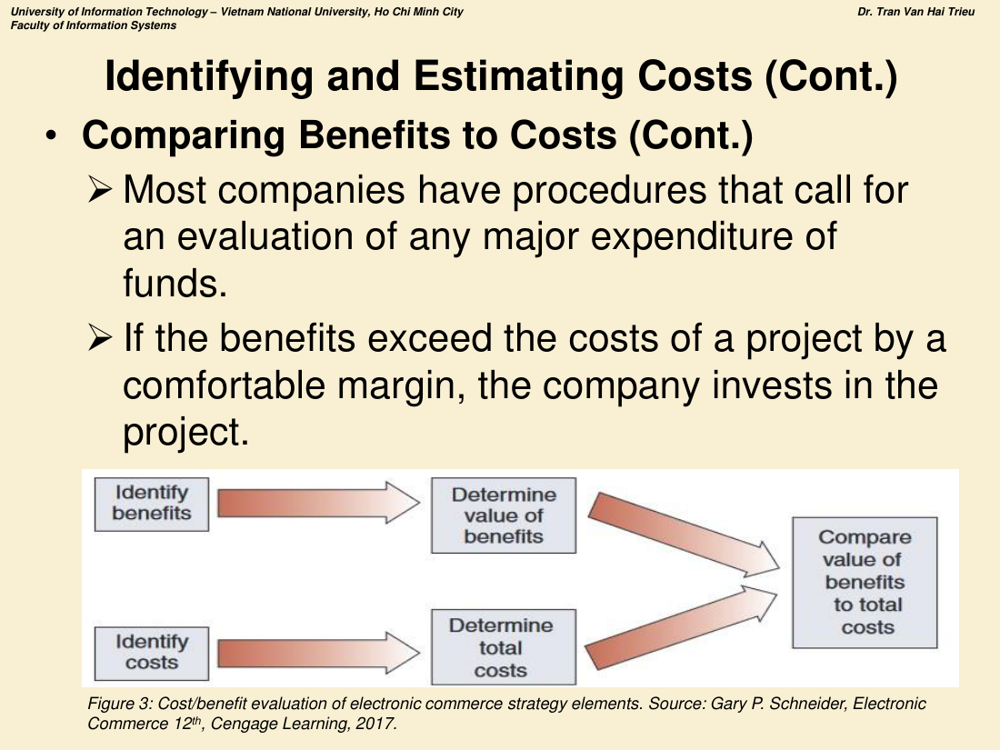 University of Information Technology – Vietnam National University, Ho Chi Minh City
Dr. Tran Van Hai Trieu
Faculty of Information Systems
Identifying and Estimating Costs (Cont.)
• Comparing Benefits to Costs (Cont.)
➢ Most companies have procedures that call for
an evaluation of any major expenditure of
funds.
➢ If the benefits exceed the costs of a project by a
comfortable margin, the company invests in the
project.
Identify
benefits
Determine
value of
benefits
Identify
costs
Determine
total
costs
Compare
value of
benefits
to total
costs
Figure 3: Cost/benefit evaluation of electronic commerce strategy elements. Source: Gary P. Schneider, Electronic
Commerce 12th, Cengage Learning, 2017.